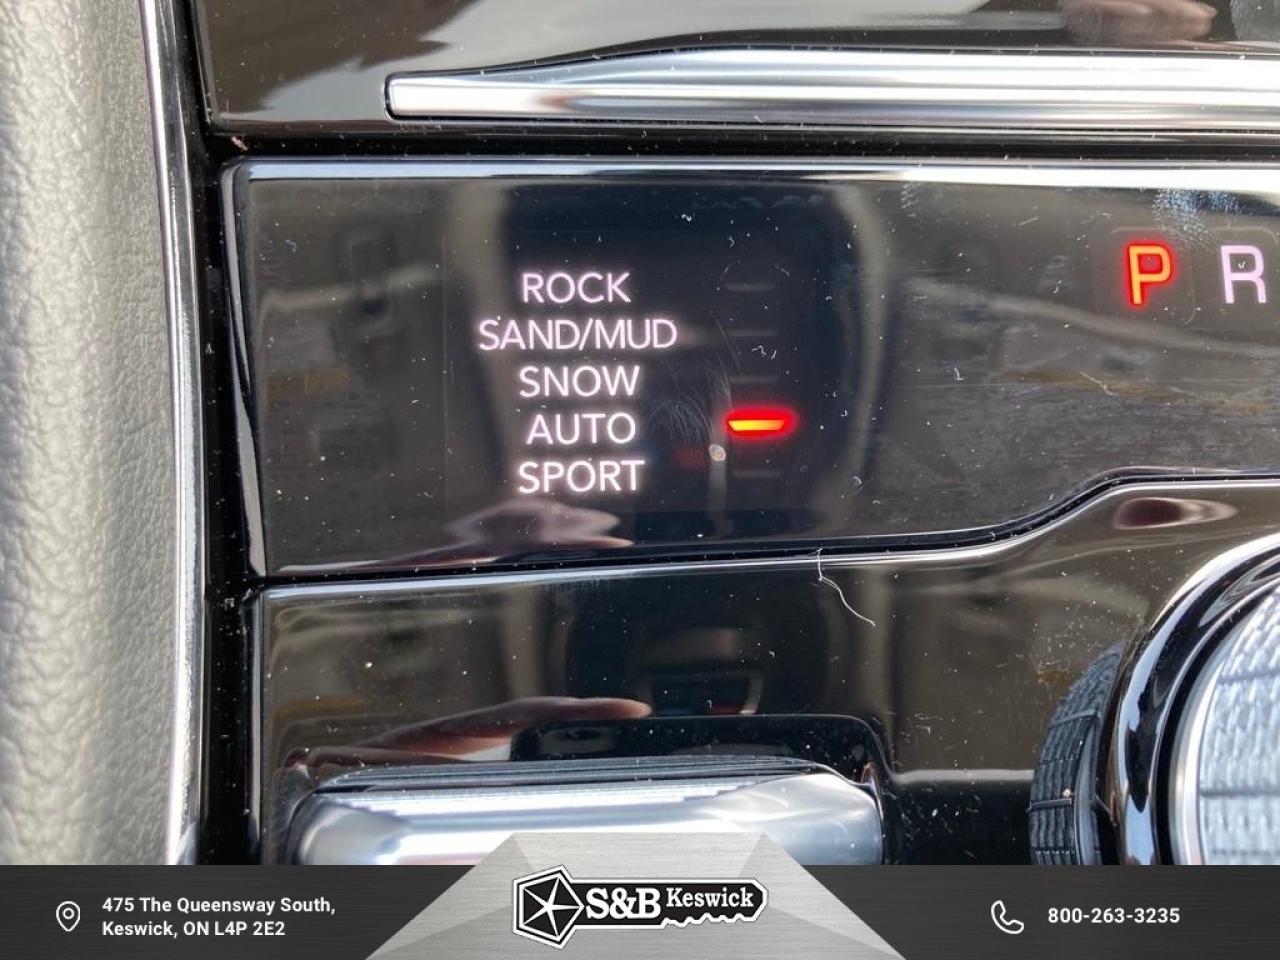 ROCK
SAND/MUD
SNOW
AUTO
SPORT
P R
475 The Queensway South,
Keswick, ON L4P 2E2
S&B Keswick
800-263-3235